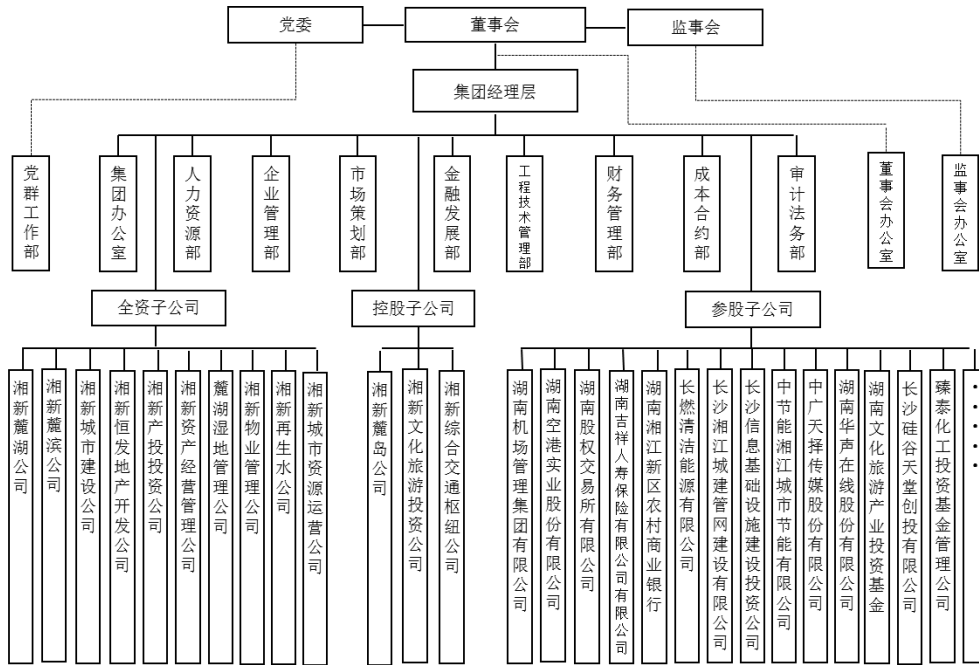 党委
董事会
监事会
集团经理层
党群工作部
集团办公室
人力资源部
企业管理部
市场策划部
金融发展部
工程技术管理部
财务管理部
成本合约部
审计法务部
董事会办公室
监事会办公室
全资子公司
控股子公司
参股子公司
湘新麓湖公司
湘新麓滨公司
湘新城市建设公司
湘新恒发地产开发公司
湘新产投投资公司
湘新资产经营管理公司
麓湖湿地管理公司
湘新物业管理公司
湘新再生水公司
湘新城市资源运营公司
湘新麓岛公司
湘新文化旅游投资公司
湘新综合交通枢纽公司
湖南机场管理集团有限公司
湖南空港实业股份有限公司
湖南股权交易所有限公司
湖南吉祥人寿保险有限公司有限公司
湖南湘江新区农村商业银行
长燃清洁能源有限公司
长沙湘江城建管网建设有限公司
长沙信息基础设施建设投资公司
中节能湘江城市节能有限公司
中广天择传媒股份有限公司
湖南华声在线股份有限公司
湖南文化旅游产业投资基金
长沙硅谷天堂创投有限公司
臻泰化工投资基金管理公司
·····